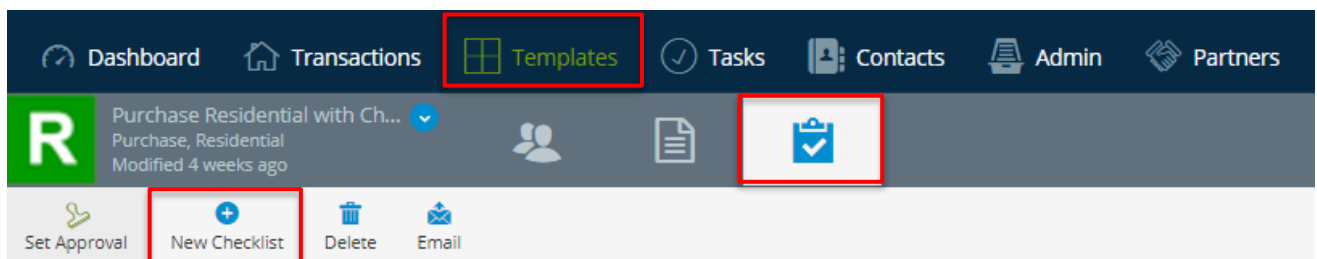 Dashboard Transactions Templates Tasks Contacts Admin Partners
R
Purchase Residential with Ch...
Purchase, Residential
Modified 4 weeks ago
Set Approval New Checklist Delete Email